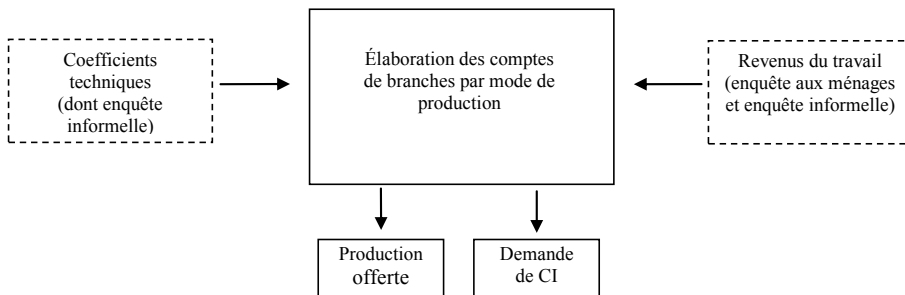 Coefficients
techniques
(dont enquête
informelle)
Élaboration des comptes
de branches par mode de
production
Revenus du travail
(enquête aux ménages
et enquête informelle)
Production
offerte
Demande
de CI